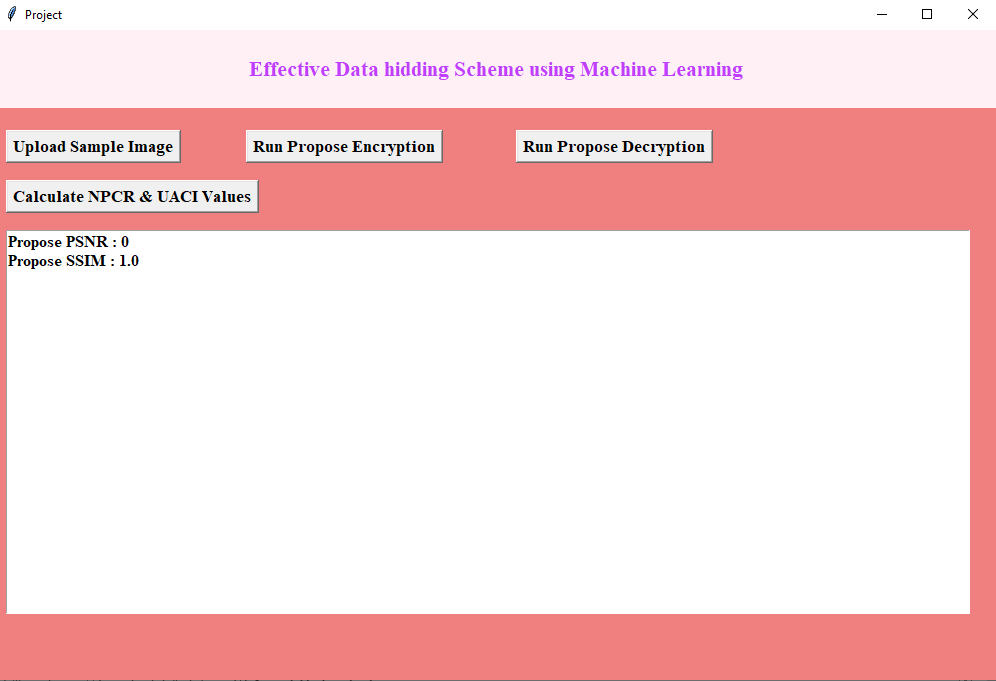 Project
Effective Data hidding Scheme using Machine Learning
Upload Sample Image
Run Propose Encryption
Run Propose Decryption
Calculate NPCR & UACI Values
Propose PSNR : 0
Propose SSIM : 1.0